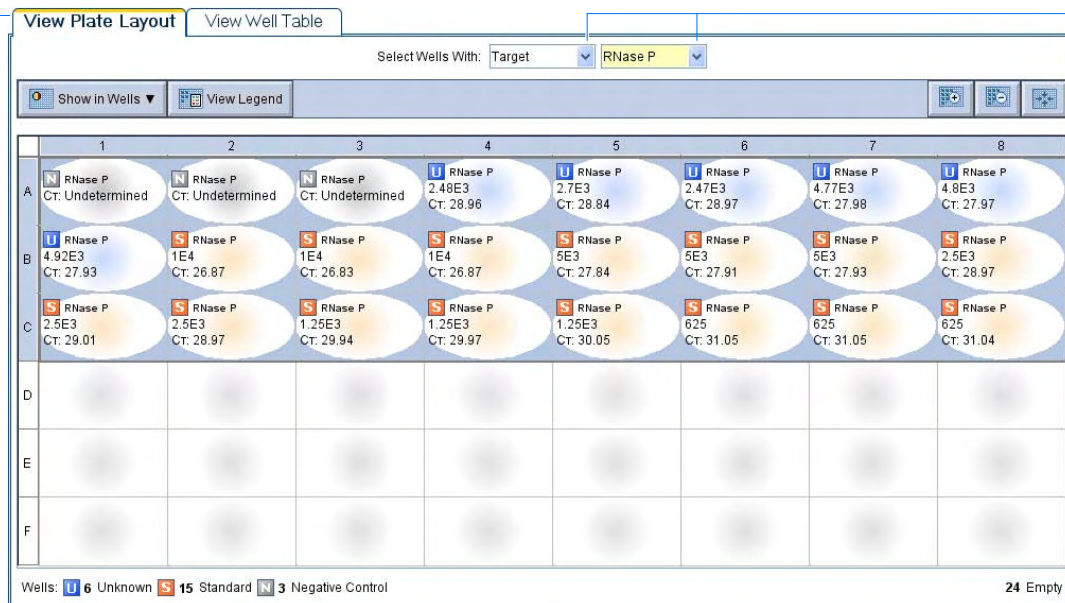 View Plate Layout View Well Table
Select Wells With: Target RNase P
Show in Wells ▼ View Legend
1 2 3 4 5 6 7 8
A
N RNase P
Cт: Undetermined
N RNase P
Cт: Undetermined
N RNase P
Cт: Undetermined
U RNase P
2.48E3
Cт: 28.96
U RNase P
2.7E3
Cт: 28.84
U RNase P
2.47E3
Cт: 28.97
U RNase P
4.77E3
Cт: 27.98
U RNase P
4.8E3
Cт: 27.97
B
U RNase P
4.92E3
Cт: 27.93
S RNase P
1E4
Cт: 26.87
S RNase P
1E4
Cт: 26.83
S RNase P
1E4
Cт: 26.87
S RNase P
5E3
Cт: 27.84
S RNase P
5E3
Cт: 27.91
S RNase P
5E3
Cт: 27.93
S RNase P
2.5E3
Cт: 28.97
C
S RNase P
2.5E3
Cт: 29.01
S RNase P
2.5E3
Cт: 28.97
S RNase P
1.25E3
Cт: 29.94
S RNase P
1.25E3
Cт: 29.97
S RNase P
1.25E3
Cт: 30.05
S RNase P
625
Cт: 31.05
S RNase P
625
Cт: 31.05
S RNase P
625
Cт: 31.04
D
E
F
Wells: U 6 Unknown S 15 Standard N 3 Negative Control 24 Empty